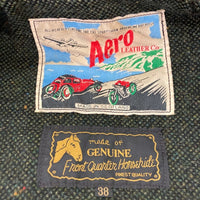 Aero
LEATHER Co.
MADE IN SCOTLAND
made of
GENUINE
Front Quarter Horsehide
FINEST QUALITY
38